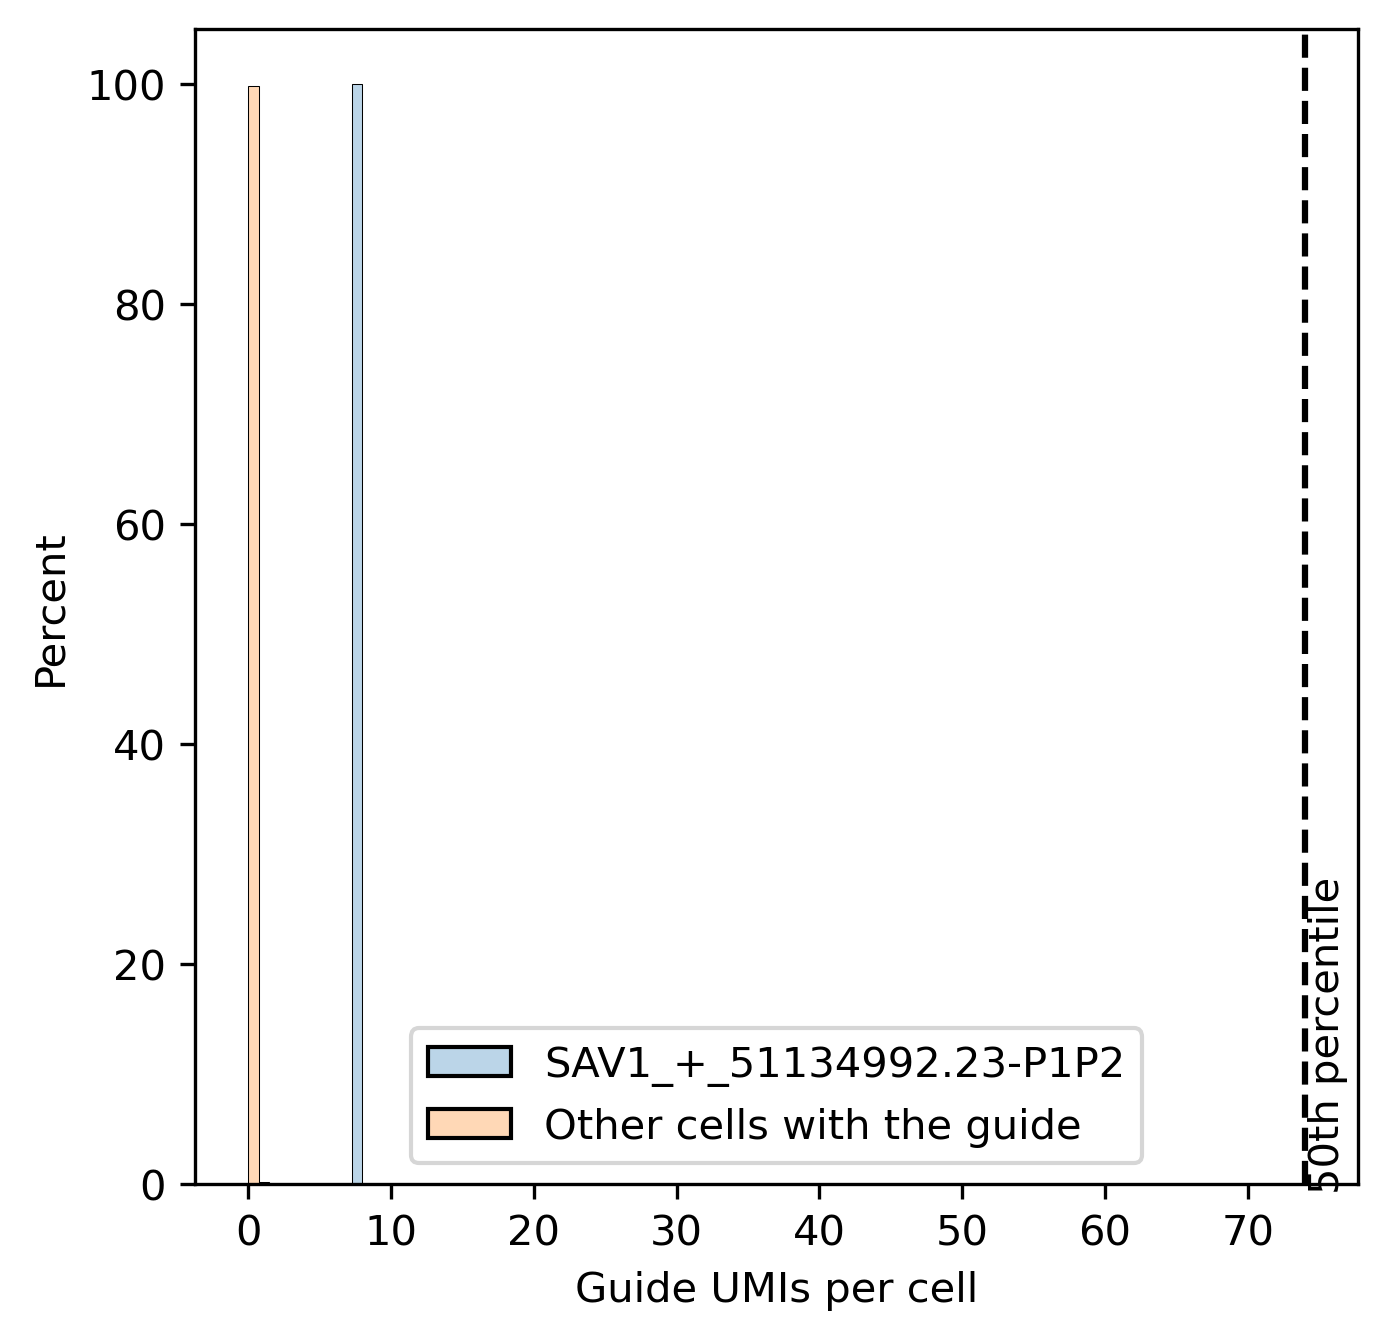 100
80
60
40
20
0
Percent
SAV1_+_51134992.23-P1P2
Other cells with the guide
50th percentile
0 10 20 30 40 50 60 70
Guide UMIs per cell